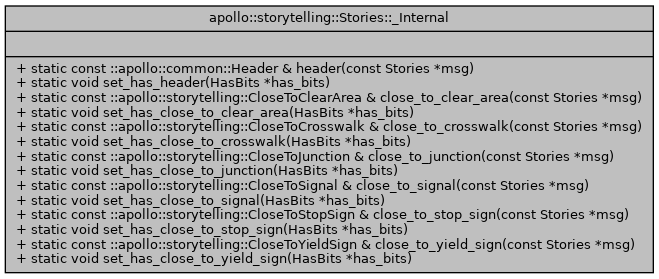 apollo::storytelling::Stories::_Internal
+ static const ::apollo::common::Header & header(const Stories *msg)
+ static void set_has_header(HasBits *has_bits)
+ static const ::apollo::storytelling::CloseToClearArea & close_to_clear_area(const Stories *msg)
+ static void set_has_close_to_clear_area(HasBits *has_bits)
+ static const ::apollo::storytelling::CloseToCrosswalk & close_to_crosswalk(const Stories *msg)
+ static void set_has_close_to_crosswalk(HasBits *has_bits)
+ static const ::apollo::storytelling::CloseToJunction & close_to_junction(const Stories *msg)
+ static void set_has_close_to_junction(HasBits *has_bits)
+ static const ::apollo::storytelling::CloseToSignal & close_to_signal(const Stories *msg)
+ static void set_has_close_to_signal(HasBits *has_bits)
+ static const ::apollo::storytelling::CloseToStopSign & close_to_stop_sign(const Stories *msg)
+ static void set_has_close_to_stop_sign(HasBits *has_bits)
+ static const ::apollo::storytelling::CloseToYieldSign & close_to_yield_sign(const Stories *msg)
+ static void set_has_close_to_yield_sign(HasBits *has_bits)